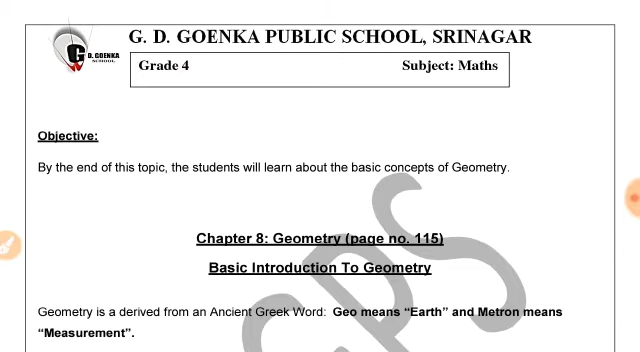 G. D. GOENKA PUBLIC SCHOOL, SRINAGAR
D. GOENKA
SCHOOL
Grade 4 Subject: Maths
Objective:
By the end of this topic, the students will learn about the basic concepts of Geometry.
Chapter 8: Geometry (page no. 115)
Basic Introduction To Geometry
Geometry is a derived from an Ancient Greek Word: Geo means “Earth” and Metron means
“Measurement”.
GPS